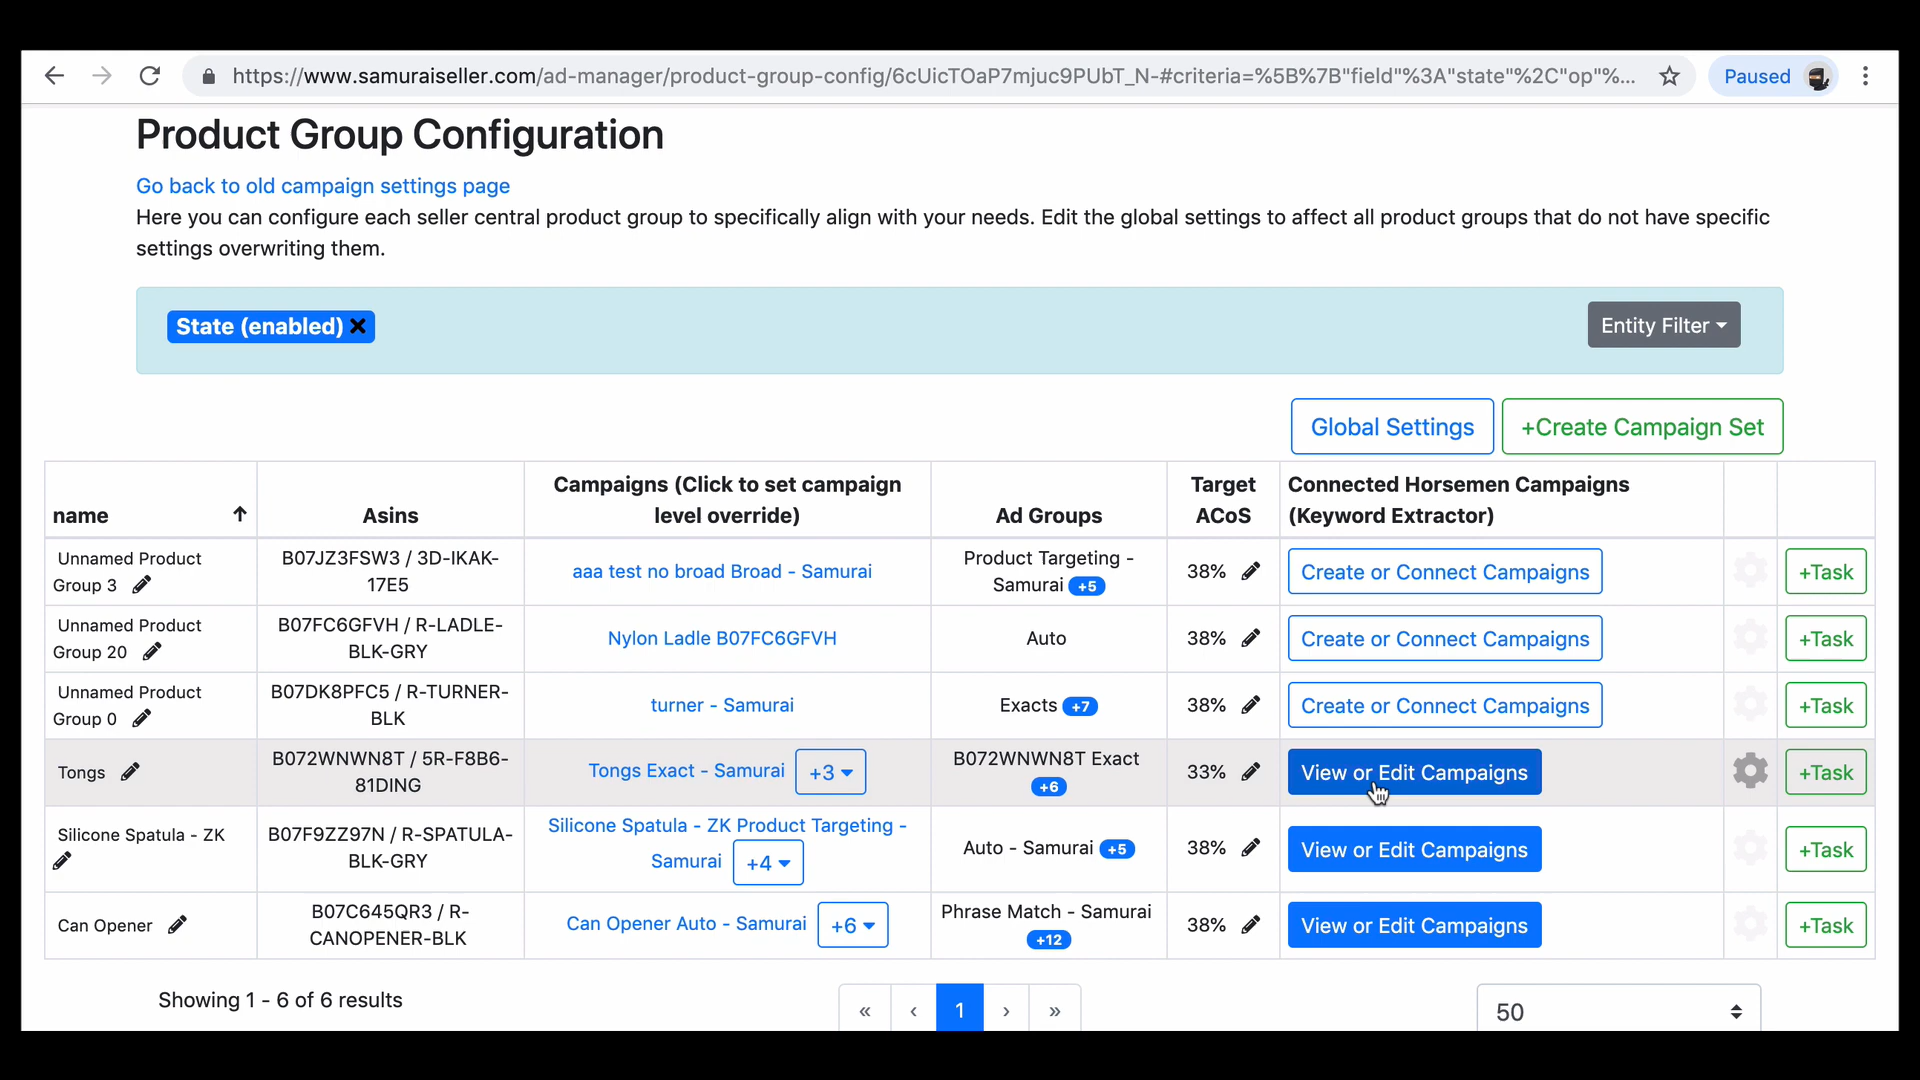 https://www.samuraiseller.com/ad-manager/product-group-config/6cUicTOaP7mjuc9PUbT_N-#criteria=%5B%7B"field"%3A"state"%2C"op"%...
Paused
Product Group Configuration
Go back to old campaign settings page
Here you can configure each seller central product group to specifically align with your needs. Edit the global settings to affect all product groups that do not have specific
settings overwriting them.
State (enabled) ✕
Entity Filter
Global Settings
+Create Campaign Set
name
Asins
Campaigns (Click to set campaign
level override)
Ad Groups
Target
ACoS
Connected Horsemen Campaigns
(Keyword Extractor)
Unnamed Product
Group 3
B07JZ3FSW3 / 3D-IKAK-
17E5
aaa test no broad Broad - Samurai
Product Targeting -
Samurai +5
38%
Create or Connect Campaigns
+Task
Unnamed Product
Group 20
B07FC6GFVH / R-LADLE-
BLK-GRY
Nylon Ladle B07FC6GFVH
Auto
38%
Create or Connect Campaigns
+Task
Unnamed Product
Group 0
B07DK8PFC5 / R-TURNER-
BLK
turner - Samurai
Exacts +7
38%
Create or Connect Campaigns
+Task
Tongs
B072WNWN8T / 5R-F8B6-
81DING
Tongs Exact - Samurai +3
B072WNWN8T Exact
+6
33%
View or Edit Campaigns
+Task
Silicone Spatula - ZK
B07F9ZZ97N / R-SPATULA-
BLK-GRY
Silicone Spatula - ZK Product Targeting -
Samurai +4
Auto - Samurai +5
38%
View or Edit Campaigns
+Task
Can Opener
B07C645QR3 / R-
CANOPENER-BLK
Can Opener Auto - Samurai +6
Phrase Match - Samurai
+12
38%
View or Edit Campaigns
+Task
Showing 1 - 6 of 6 results
« ‹ 1 › »
50